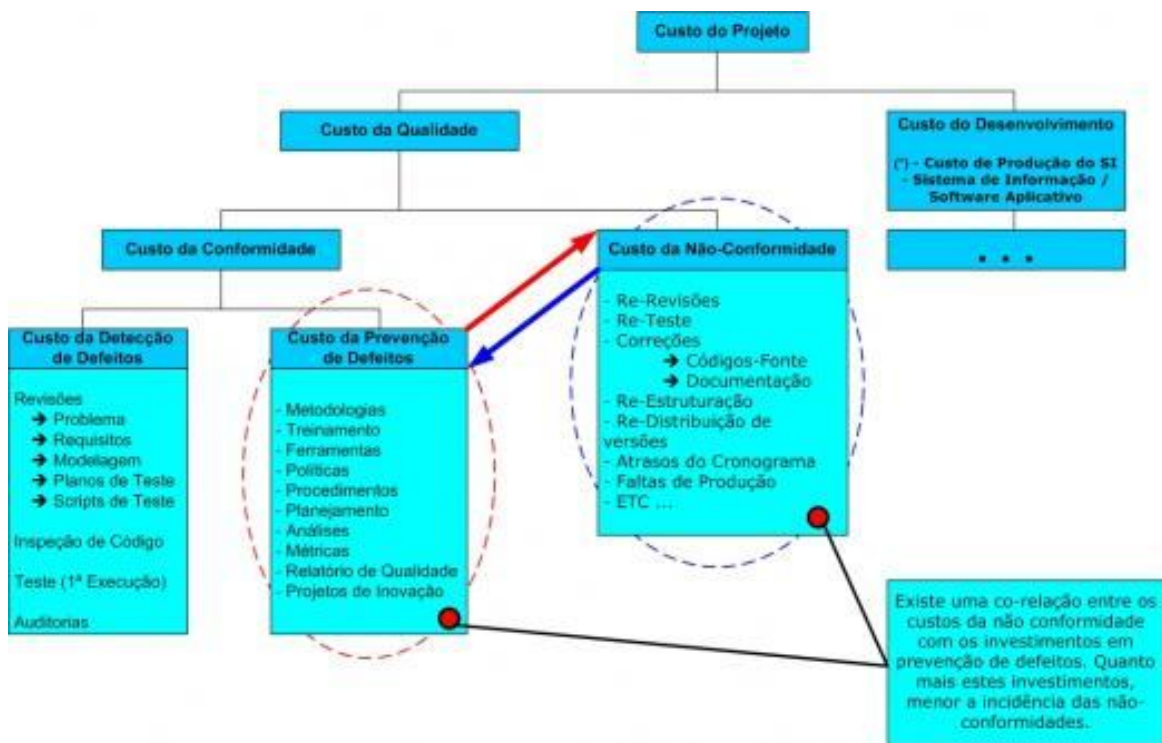 Custo do Projeto
Custo da Qualidade
Custo do Desenvolvimento
(*) - Custo de Produção do SI
- Sistema de Informação /
Software Aplicativo
Custo da Conformidade
Custo da Não-Conformidade
. . .
- Re-Revisões
- Re-Teste
- Correções
➔ Códigos-Fonte
➔ Documentação
- Re-Estruturação
- Re-Distribuição de
versões
- Atrasos do Cronograma
- Faltas de Produção
- ETC ...
Custo da Detecção
de Defeitos
Revisões
➔ Problema
➔ Requisitos
➔ Modelagem
➔ Planos de Teste
➔ Scripts de Teste
Inspeção de Código
Teste (1ª Execução)
Auditorias
Custo da Prevenção
de Defeitos
- Metodologias
- Treinamento
- Ferramentas
- Políticas
- Procedimentos
- Planejamento
- Análises
- Métricas
- Relatório de Qualidade
- Projetos de Inovação
Existe uma co-relação entre os
custos da não conformidade
com os investimentos em
prevenção de defeitos. Quanto
mais estes investimentos,
menor a incidência das não-
conformidades.